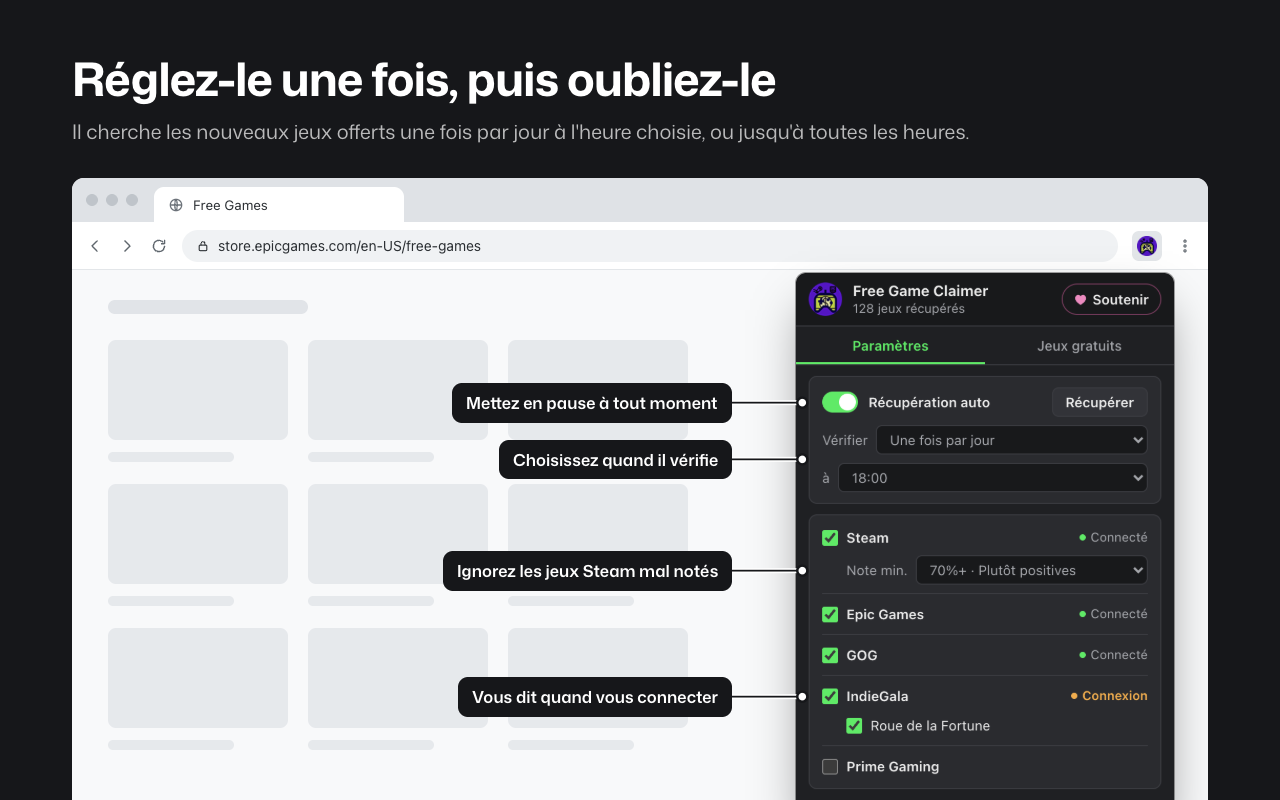 Réglez-le une fois, puis oubliez-le
Il cherche les nouveaux jeux offerts une fois par jour à l'heure choisie, ou jusqu'à toutes les heures.
Free Games
store.epicgames.com/en-US/free-games
Free Game Claimer
128 jeux récupérés
Soutenir
Paramètres
Jeux gratuits
Mettez en pause à tout moment
Récupération auto
Récupérer
Choisissez quand il vérifie
Vérifier
Une fois par jour
à
18:00
Steam
Connecté
Ignorez les jeux Steam mal notés
Note min.
70%+ · Plutôt positives
Epic Games
Connecté
GOG
Connecté
Vous dit quand vous connecter
IndieGala
Connexion
Roue de la Fortune
Prime Gaming